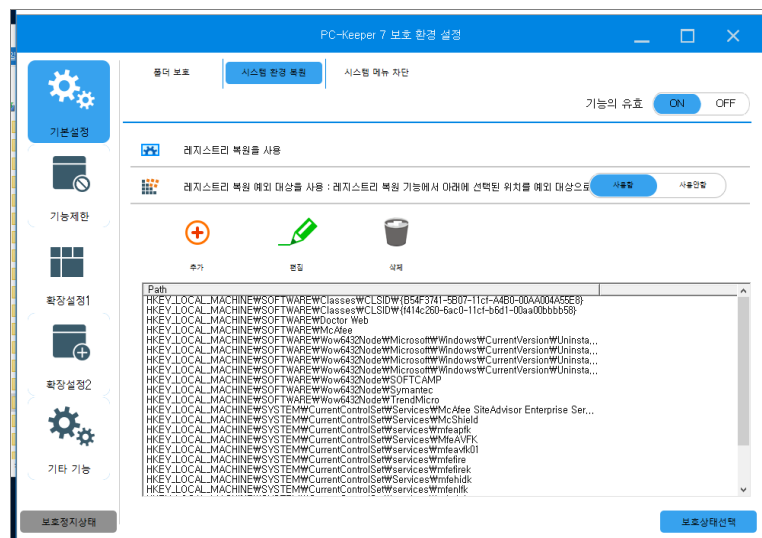 PC-Keeper 7 보호 환경 설정
폴더 보호
시스템 환경 복원
시스템 메뉴 차단
기능의 유효
ON
OFF
기본설정
기능제한
확장설정1
확장설정2
기타 기능
레지스트리 복원을 사용
레지스트리 복원 예외 대상을 사용 : 레지스트리 복원 기능에서 아래에 선택된 위치를 예외 대상으로
사용함
사용안함
추가
편집
삭제
Path
HKEY_LOCAL_MACHINE₩SOFTWARE₩Classes₩CLSID₩{B54F3741-5B07-11cf-A4B0-00AA004A55E8}
HKEY_LOCAL_MACHINE₩SOFTWARE₩Classes₩CLSID₩{f414c260-6ac0-11cf-b6d1-00aa00bbbb58}
HKEY_LOCAL_MACHINE₩SOFTWARE₩Doctor Web
HKEY_LOCAL_MACHINE₩SOFTWARE₩McAfee
HKEY_LOCAL_MACHINE₩SOFTWARE₩Wow6432Node₩Microsoft₩Windows₩CurrentVersion₩Uninsta...
HKEY_LOCAL_MACHINE₩SOFTWARE₩Wow6432Node₩Microsoft₩Windows₩CurrentVersion₩Uninsta...
HKEY_LOCAL_MACHINE₩SOFTWARE₩Wow6432Node₩Microsoft₩Windows₩CurrentVersion₩Uninsta...
HKEY_LOCAL_MACHINE₩SOFTWARE₩Wow6432Node₩Microsoft₩Windows₩CurrentVersion₩Uninsta...
HKEY_LOCAL_MACHINE₩SOFTWARE₩Wow6432Node₩SOFTCAMP
HKEY_LOCAL_MACHINE₩SOFTWARE₩Wow6432Node₩Symantec
HKEY_LOCAL_MACHINE₩SOFTWARE₩Wow6432Node₩TrendMicro
HKEY_LOCAL_MACHINE₩SYSTEM₩CurrentControlSet₩Services₩McAfee SiteAdvisor Enterprise Ser...
HKEY_LOCAL_MACHINE₩SYSTEM₩CurrentControlSet₩Services₩McShield
HKEY_LOCAL_MACHINE₩SYSTEM₩CurrentControlSet₩services₩mfeapfk
HKEY_LOCAL_MACHINE₩SYSTEM₩CurrentControlSet₩Services₩MfeAVFK
HKEY_LOCAL_MACHINE₩SYSTEM₩CurrentControlSet₩services₩mfeavfk01
HKEY_LOCAL_MACHINE₩SYSTEM₩CurrentControlSet₩services₩mfefire
HKEY_LOCAL_MACHINE₩SYSTEM₩CurrentControlSet₩services₩mfefirek
HKEY_LOCAL_MACHINE₩SYSTEM₩CurrentControlSet₩Services₩mfehidk
HKEY_LOCAL_MACHINE₩SYSTEM₩CurrentControlSet₩services₩mfenlfk
보호정지상태
보호상태선택